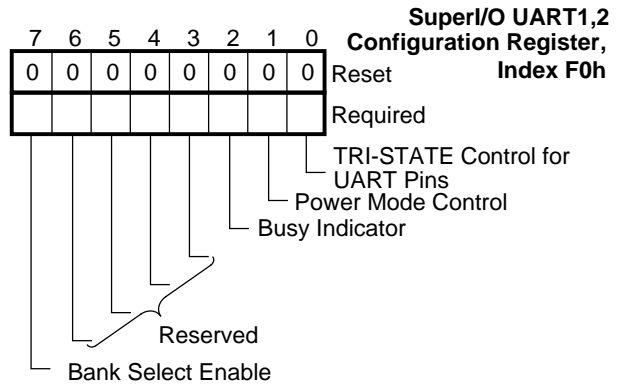 SuperI/O UART1,2
Configuration Register,
Index F0h
7 6 5 4 3 2 1 0
0 0 0 0 0 0 0 0 Reset
Required
TRI-STATE Control for
UART Pins
Power Mode Control
Busy Indicator
Reserved
Bank Select Enable